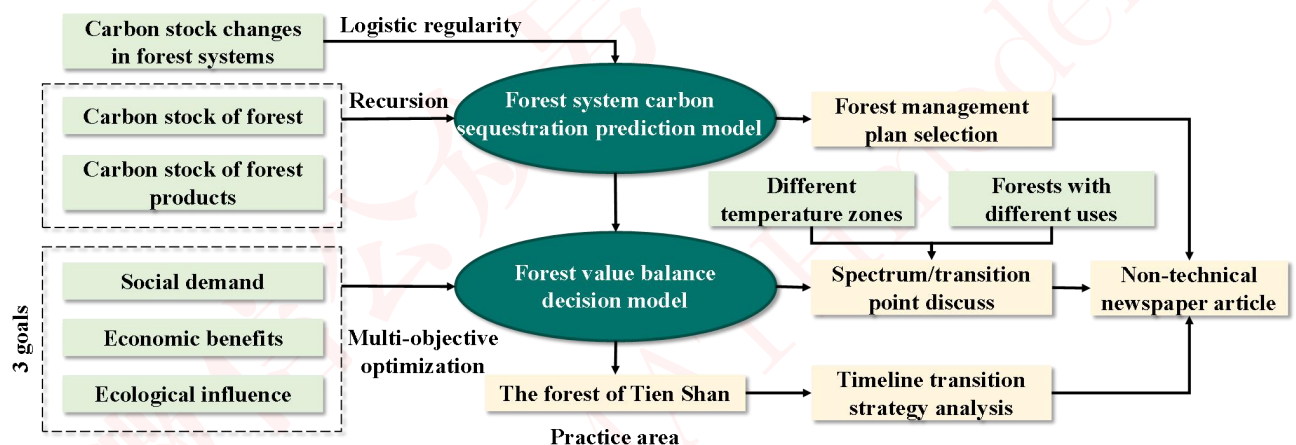 Carbon stock changes
in forest systems
Logistic regularity
Carbon stock of forest
Carbon stock of forest
products
Recursion
Forest system carbon
sequestration prediction model
Forest management
plan selection
Different
temperature zones
Forests with
different uses
3 goals
Social demand
Economic benefits
Ecological influence
Multi-objective
optimization
Forest value balance
decision model
Spectrum/transition
point discuss
Non-technical
newspaper article
The forest of Tien Shan
Practice area
Timeline transition
strategy analysis